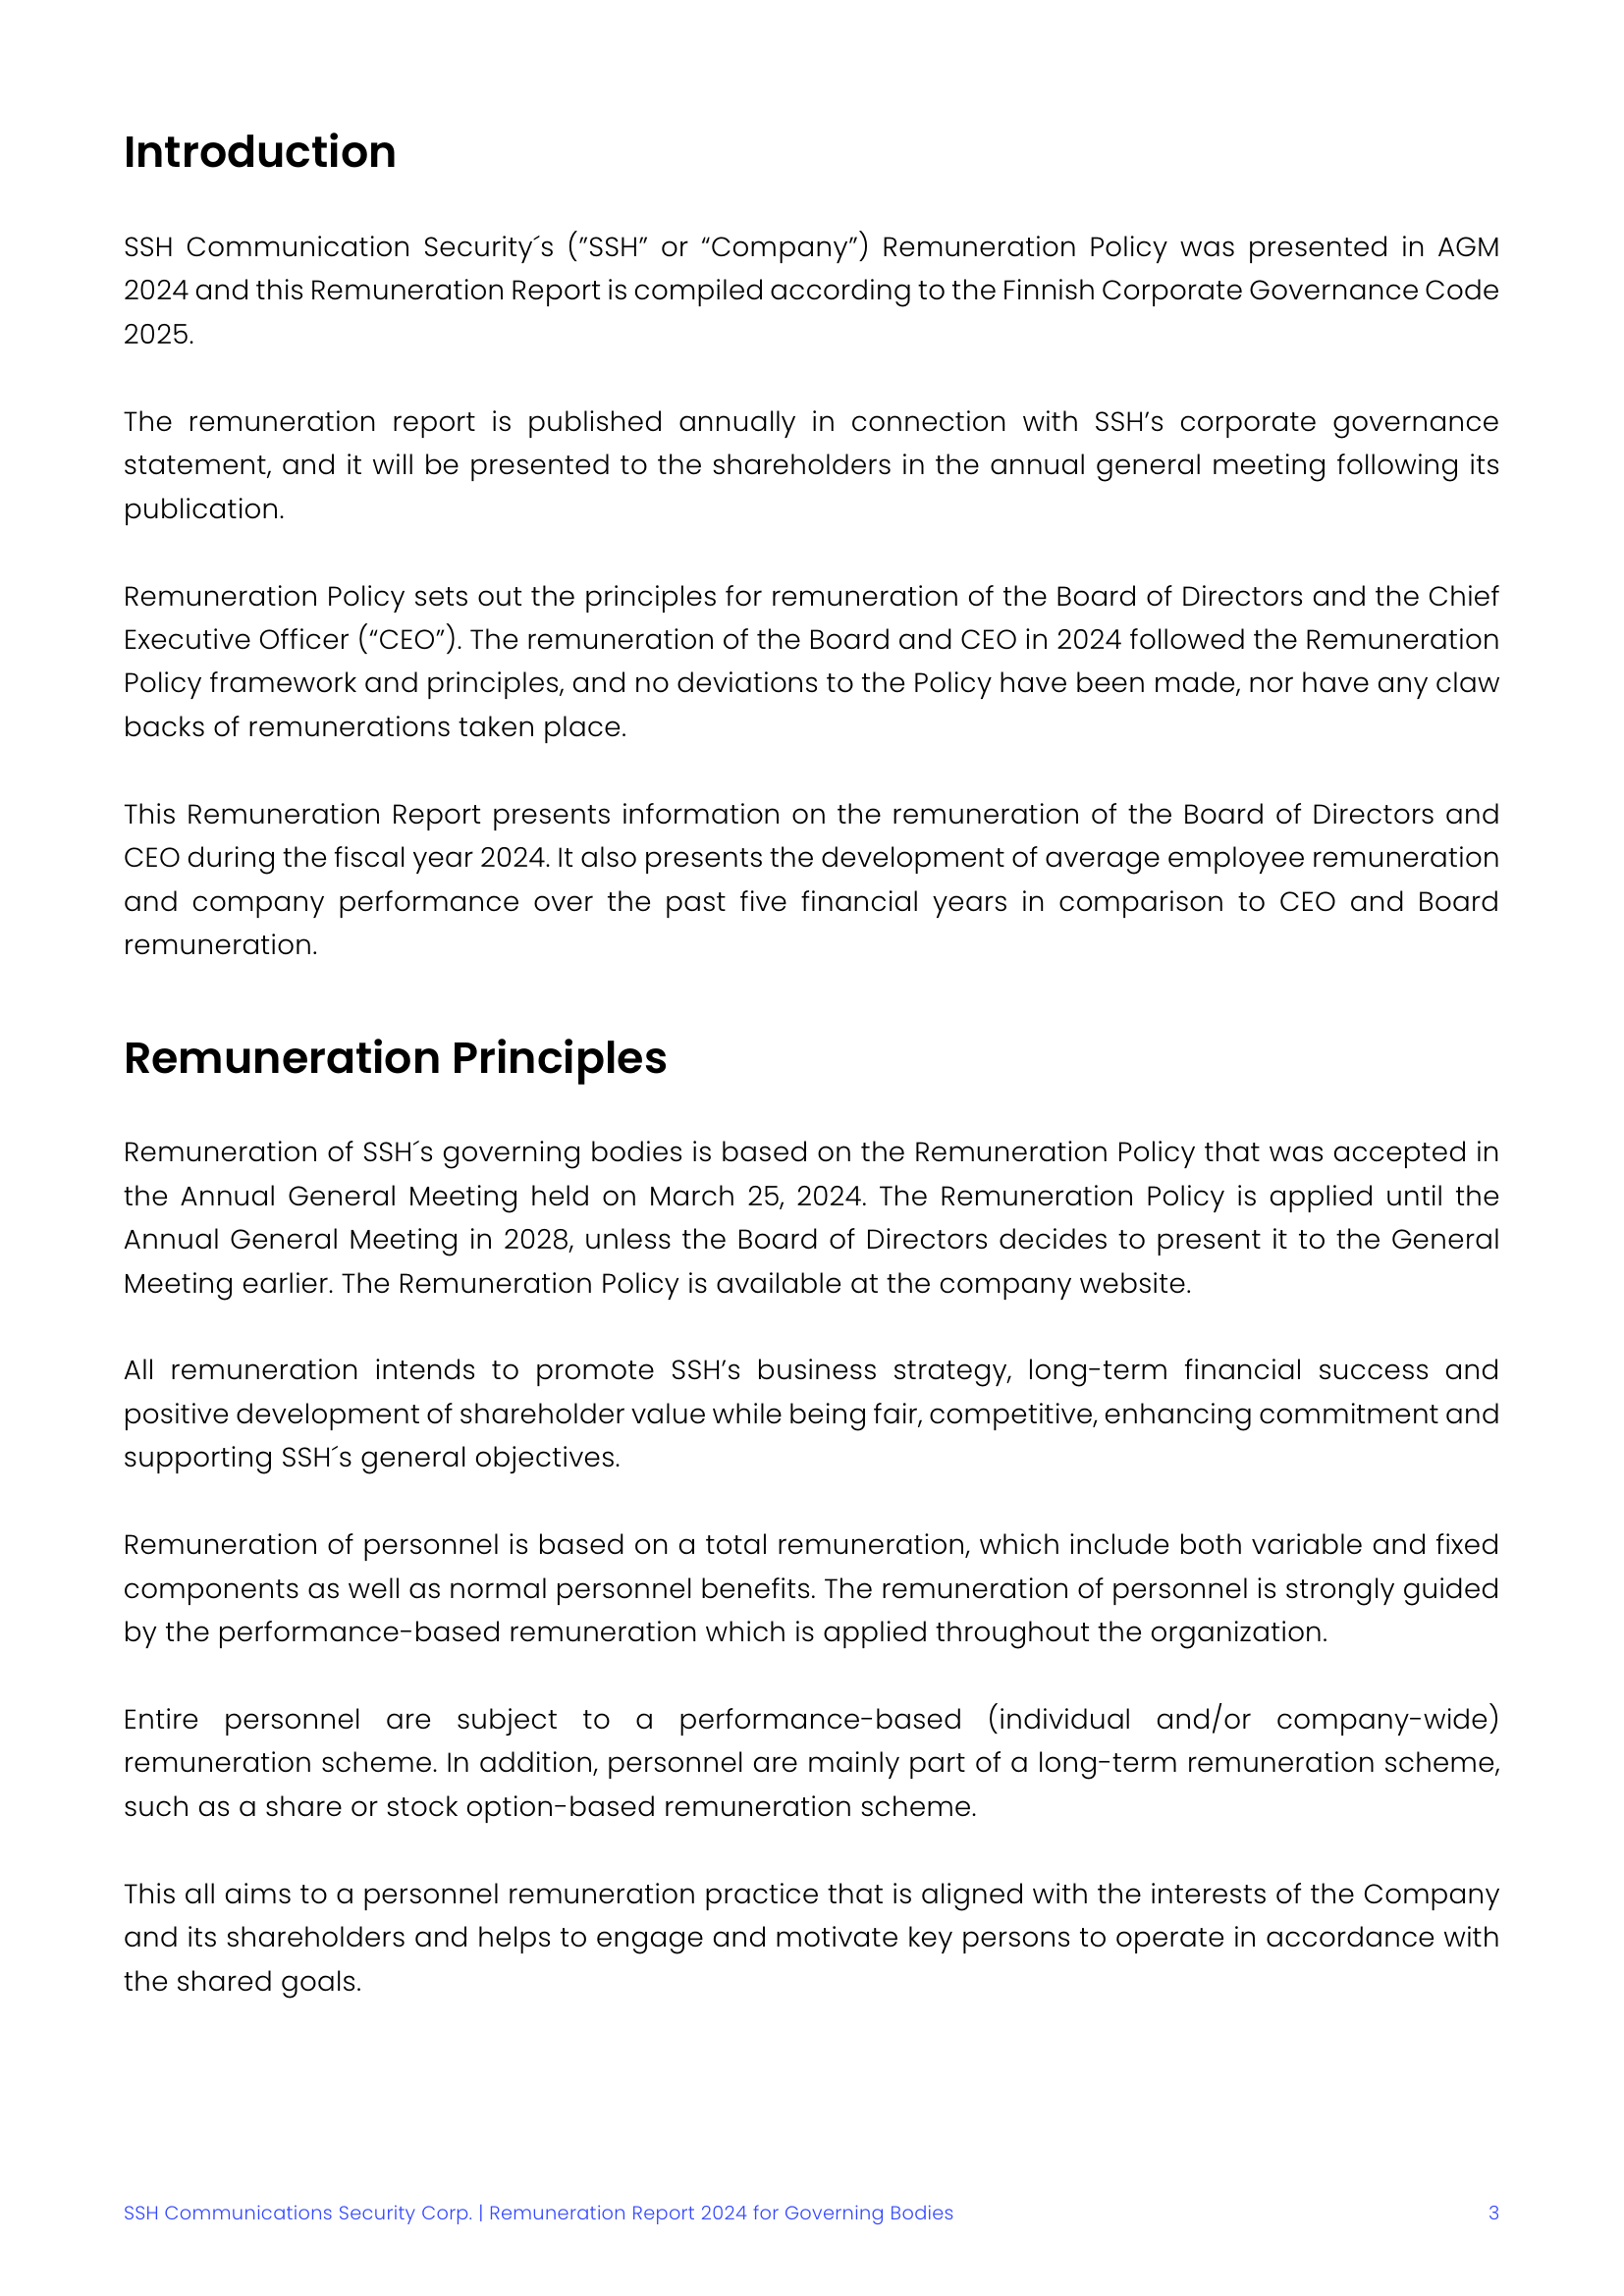 Introduction
SSH Communication Security´s (”SSH” or “Company”) Remuneration Policy was presented in AGM
2024 and this Remuneration Report is compiled according to the Finnish Corporate Governance Code
2025.
The remuneration report is published annually in connection with SSH’s corporate governance
statement, and it will be presented to the shareholders in the annual general meeting following its
publication.
Remuneration Policy sets out the principles for remuneration of the Board of Directors and the Chief
Executive Officer (“CEO”). The remuneration of the Board and CEO in 2024 followed the Remuneration
Policy framework and principles, and no deviations to the Policy have been made, nor have any claw
backs of remunerations taken place.
This Remuneration Report presents information on the remuneration of the Board of Directors and
CEO during the fiscal year 2024. It also presents the development of average employee remuneration
and company performance over the past five financial years in comparison to CEO and Board
remuneration.
Remuneration Principles
Remuneration of SSH´s governing bodies is based on the Remuneration Policy that was accepted in
the Annual General Meeting held on March 25, 2024. The Remuneration Policy is applied until the
Annual General Meeting in 2028, unless the Board of Directors decides to present it to the General
Meeting earlier. The Remuneration Policy is available at the company website.
All remuneration intends to promote SSH’s business strategy, long-term financial success and
positive development of shareholder value while being fair, competitive, enhancing commitment and
supporting SSH´s general objectives.
Remuneration of personnel is based on a total remuneration, which include both variable and fixed
components as well as normal personnel benefits. The remuneration of personnel is strongly guided
by the performance-based remuneration which is applied throughout the organization.
Entire personnel are subject to a performance-based (individual and/or company-wide)
remuneration scheme. In addition, personnel are mainly part of a long-term remuneration scheme,
such as a share or stock option-based remuneration scheme.
This all aims to a personnel remuneration practice that is aligned with the interests of the Company
and its shareholders and helps to engage and motivate key persons to operate in accordance with
the shared goals.
SSH Communications Security Corp. | Remuneration Report 2024 for Governing Bodies 3